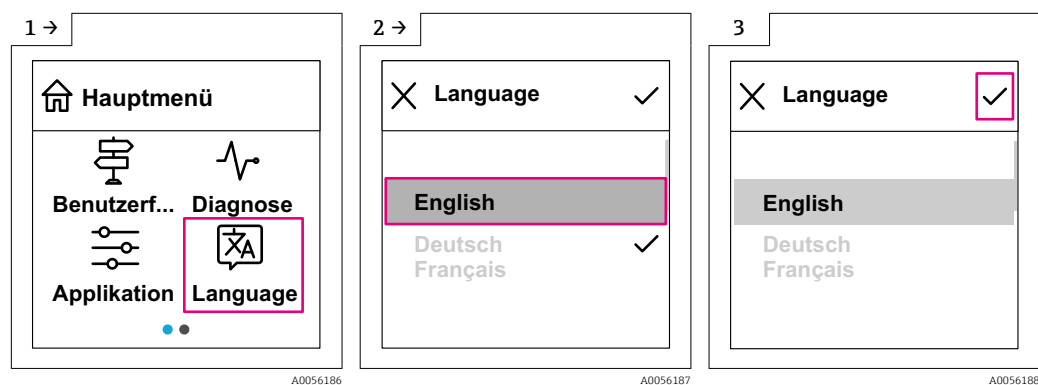 1 →
Hauptmenü
Benutzerf... Diagnose
Applikation Language
A0056186
2 →
Language
English
Deutsch
Français
A0056187
3
Language
English
Deutsch
Français
A0056188